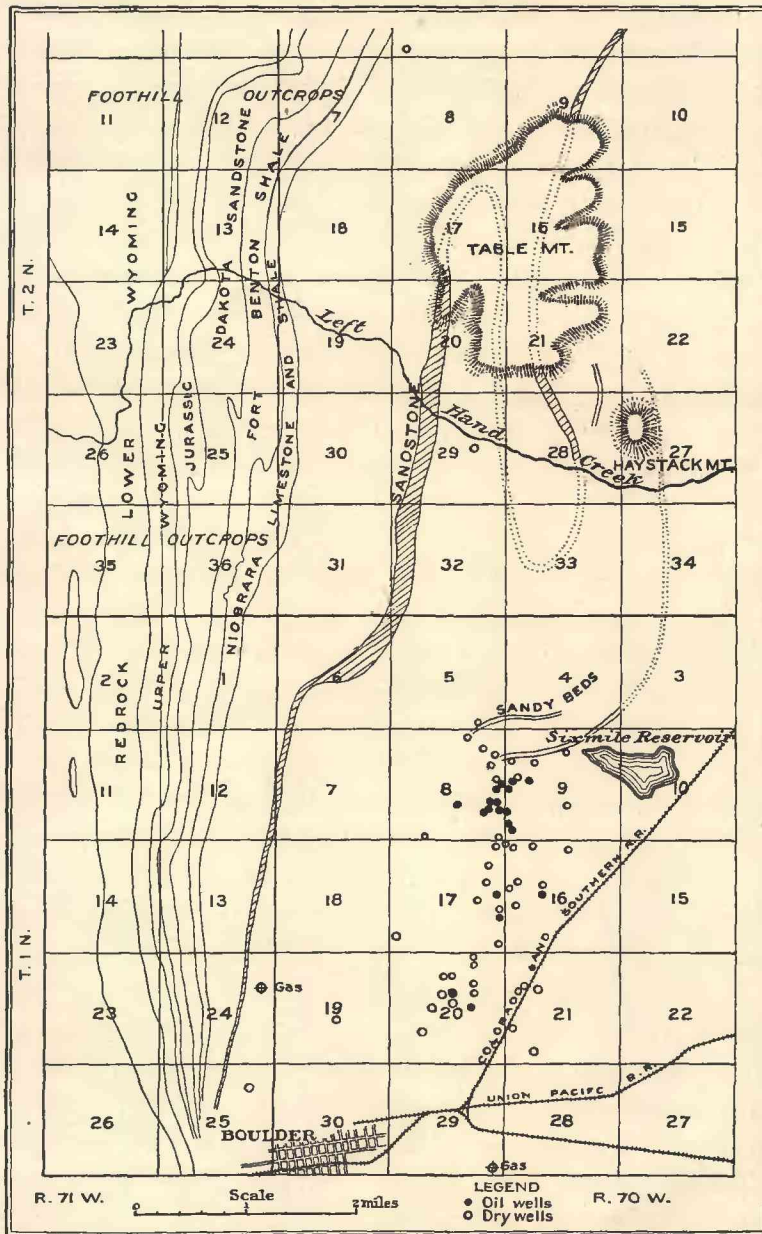 FOOTHILL OUTCROPS
9
11 12 7 8 10
DAKOTA SANDSTONE
FORT BENTON SHALE
LOWER WYOMING
14 13 18 17 16 15
TABLE MT.
T. 2 N.
Left Hand Creek
23 24 19 20 21 22
JURASSIC
UPPER WYOMING
NIOBRARA LIMESTONE AND SHALE
SANDSTONE
26 25 30 29 28 27
HAYSTACK MT.
FOOTHILL OUTCROPS
35 36 31 32 33 34
2 1 6 5 4 3
SANDY BEDS
REDROCK
Sixmile Reservoir
11 12 7 8 9 10
14 13 18 17 16 15
COLORADO AND SOUTHERN R.R.
T. 1 N.
Gas
23 24 19 20 21 22
UNION PACIFIC R.R.
26 25 30 29 28 27
BOULDER
Gas
R. 71 W.
Scale
0 1 2 miles
LEGEND
Oil wells
Dry wells
R. 70 W.